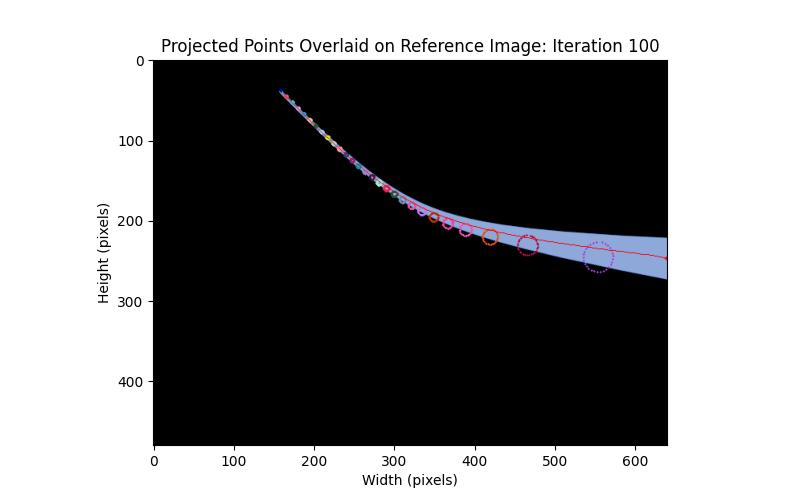 Projected Points Overlaid on Reference Image: Iteration 100
0
100
200
300
400
Height (pixels)
0 100 200 300 400 500 600
Width (pixels)